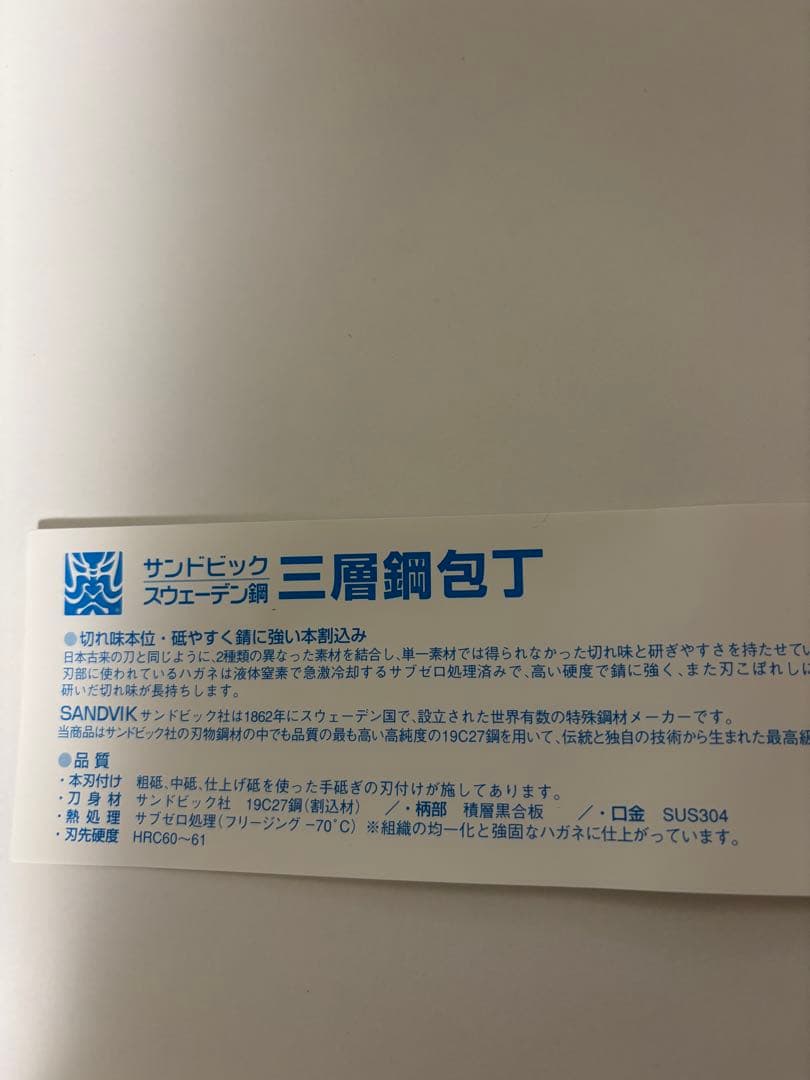 サンドビック
スウェーデン鋼 三層鋼包丁
●切れ味本位・砥やすく錆に強い本割込み
日本古来の刀と同じように、2種類の異なった素材を結合し、単一素材では得られなかった切れ味と研ぎやすさを持たせてい
刃部に使われているハガネは液体窒素で急激冷却するサブゼロ処理済みで、高い硬度で錆に強く、また刃こぼれしに
研いだ切れ味が長持ちします。
SANDVIK サンドビック社は1862年にスウェーデン国で、設立された世界有数の特殊鋼材メーカーです。
当商品はサンドビック社の刃物鋼材の中でも品質の最も高い高純度の19C27鋼を用いて、伝統と独自の技術から生まれた最高級
●品質
・本刃付け 粗砥、中砥、仕上げ砥を使った手砥ぎの刃付けが施してあります。
・刀身材 サンドビック社 19C27鋼(割込材) /・柄部 積層黒合板 /・口金 SUS304
・熱処理 サブゼロ処理(フリージング −70℃) ※組織の均一化と強固なハガネに仕上がっています。
・刃先硬度 HRC60〜61